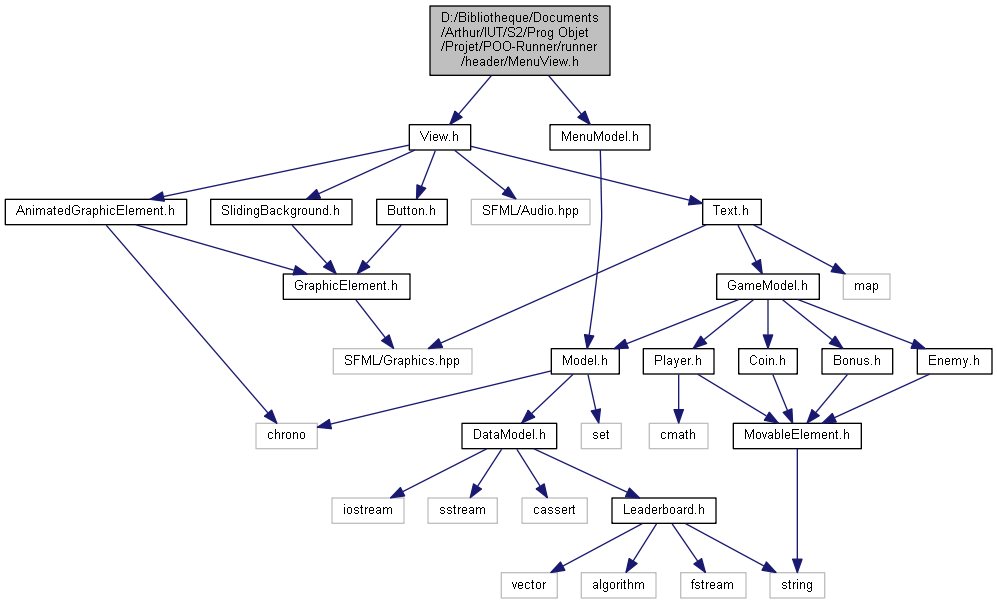 D:/Bibliotheque/Documents
/Arthur/IUT/S2/Prog Objet
/Projet/POO-Runner/runner
/header/MenuView.h
View.h
MenuModel.h
AnimatedGraphicElement.h
SlidingBackground.h
Button.h
SFML/Audio.hpp
Text.h
GraphicElement.h
GameModel.h
map
SFML/Graphics.hpp
Model.h
Player.h
Coin.h
Bonus.h
Enemy.h
chrono
DataModel.h
set
cmath
MovableElement.h
iostream
sstream
cassert
Leaderboard.h
vector
algorithm
fstream
string